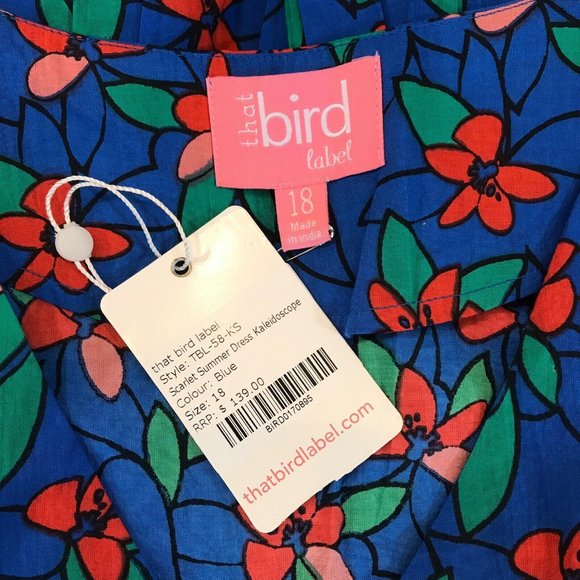 that
bird
label
18
Made
in India
that bird label
Style: TBL-58-KS
Scarlet Summer Dress Kaleidoscope
Colour: Blue
Size: 18
RRP: $ 139.00
BIRD0170895
thatbirdlabel.com